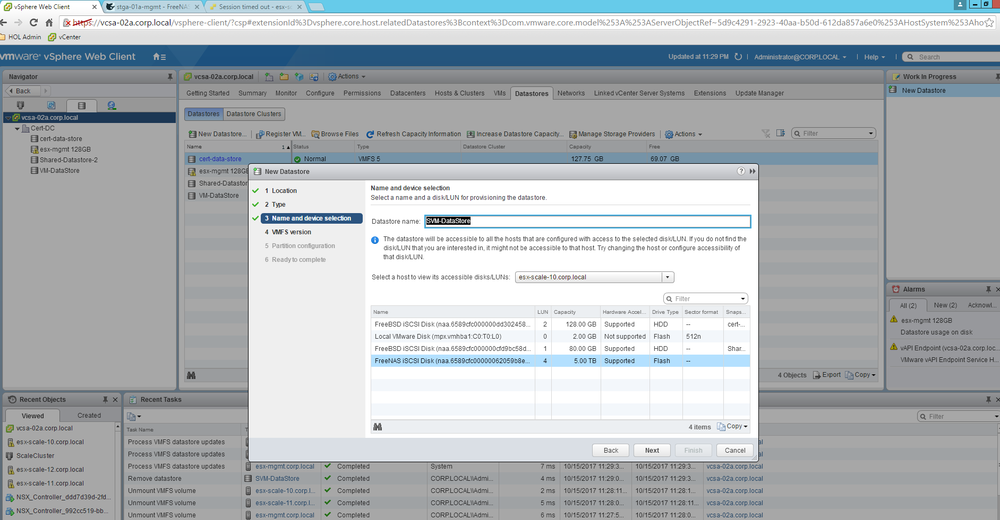 vSphere Web Client
stga-01a-mgmt - FreeNAS
Session timed out - esx-sc
https://vcsa-02a.corp.local/vsphere-client/?csp#extensionId%3Dvsphere.core.host.relatedDatastores%3Bcontext%3Dcom.vmware.core.model%253A%253AServerObjectRef~5d9c4291-2923-40aa-b50d-612da857a6e0%253AHostSystem%253Aho
HOL Admin
vCenter
vmware vSphere Web Client
Updated at 11:29 PM
Administrator@CORP.LOCAL
Help
Search
Navigator
Back
vcsa-02a.corp.local
Cert-DC
cert-data-store
esx-mgmt 128GB
Shared-Datastore-2
VM-DataStore
vcsa-02a.corp.local
Actions
Getting Started
Summary
Monitor
Configure
Permissions
Datacenters
Hosts & Clusters
VMs
Datastores
Networks
Linked vCenter Server Systems
Extensions
Update Manager
Datastores
Datastore Clusters
New Datastore...
Register VM...
Browse Files
Refresh Capacity Information
Increase Datastore Capacity...
Manage Storage Providers
Actions
Filter
Name 1 Status Type Datastore Cluster Capacity Free
cert-data-store Normal VMFS 5 127.75 GB 69.07 GB
esx-mgmt 128GB
Shared-Datastor
VM-DataStore
4 Objects
Export
Copy
New Datastore
1 Location
2 Type
3 Name and device selection
4 VMFS version
5 Partition configuration
6 Ready to complete
Name and device selection
Select a name and a disk/LUN for provisioning the datastore.
Datastore name: SVM-DataStore
The datastore will be accessible to all the hosts that are configured with access to the selected disk/LUN. If you do not find the
disk/LUN that you are interested in, it might not be accessible to that host. Try changing the host or configure accessibility of
that disk/LUN.
Select a host to view its accessible disks/LUNs: esx-scale-10.corp.local
Filter
Name LUN Capacity Hardware Accel... Drive Type Sector format Snaps...
FreeBSD iSCSI Disk (naa.6589cfc000000dd302458... 2 128.00 GB Supported HDD -- cert-...
Local VMware Disk (mpx.vmhba1:C0:T0:L0) 0 2.00 GB Not supported Flash 512n
FreeBSD iSCSI Disk (naa.6589cfc000000cfd9bc58d... 1 80.00 GB Supported HDD -- Shar...
FreeNAS iSCSI Disk (naa.6589cfc00000062059b8e... 4 5.00 TB Supported Flash --
4 items
Copy
Back
Next
Finish
Cancel
Work In Progress
New Datastore
Alarms
All (2)
New (2)
Acknowl...
esx-mgmt 128GB
Datastore usage on disk
vAPI Endpoint (vcsa-02a.corp.loc...
VMware vAPI Endpoint Service H...
Recent Objects
Viewed
Created
vcsa-02a.corp.local
esx-scale-10.corp.local
ScaleCluster
esx-scale-12.corp.local
esx-scale-11.corp.local
NSX_Controller_ddd7d39d-2fd...
NSX_Controller_992cc519-bb...
Recent Tasks
Filter
Task Name
Process VMFS datastore updates
Process VMFS datastore updates
Process VMFS datastore updates esx-mgmt.corp.local Completed System 7 ms 10/15/2017 11:29:3... 10/15/2017 11:29:3... vcsa-02a.corp.local
Remove datastore SVM-DataStore Completed CORP.LOCAL\\Admi... 4 ms 10/15/2017 11:29:0... 10/15/2017 11:29:0... vcsa-02a.corp.local
Unmount VMFS volume esx-scale-10.corp.l... Completed CORP.LOCAL\\Admi... 2 ms 10/15/2017 11:28:11... 10/15/2017 11:28:1... vcsa-02a.corp.local
Unmount VMFS volume esx-scale-11.corp.l... Completed CORP.LOCAL\\Admi... 5 ms 10/15/2017 11:28:0... 10/15/2017 11:28:11... vcsa-02a.corp.local
Unmount VMFS volume esx-mgmt.corp.local Completed CORP.LOCAL\\Admi... 6 ms 10/15/2017 11:27:5... 10/15/2017 11:28:0... vcsa-02a.corp.local